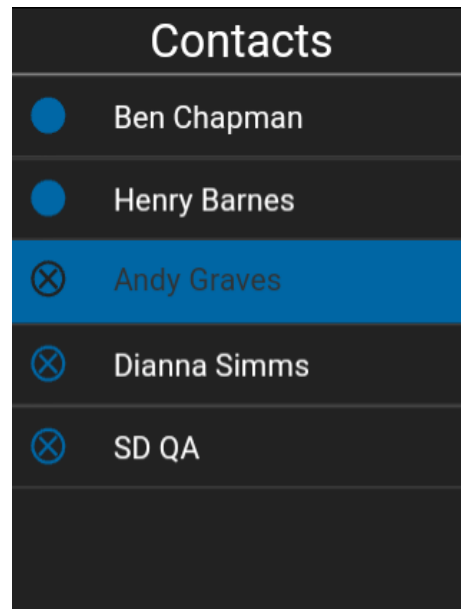 Contacts
Ben Chapman
Henry Barnes
Andy Graves
Dianna Simms
SD QA